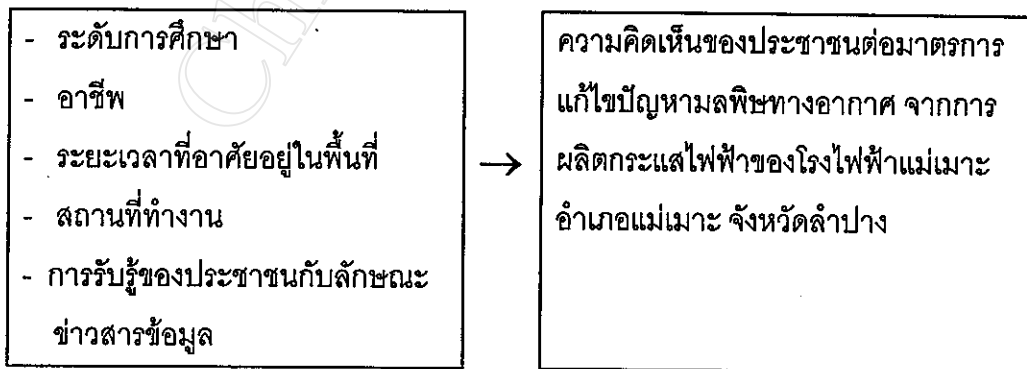 - ระดับการศึกษา
- อาชีพ
- ระยะเวลาที่อาศัยอยู่ในพื้นที่
- สถานที่ทำงาน
- การรับรู้ของประชาชนกับลักษณะ
ข่าวสารข้อมูล
→
ความคิดเห็นของประชาชนต่อมาตรการ
แก้ไขปัญหามลพิษทางอากาศ จากการ
ผลิตกระแสไฟฟ้าของโรงไฟฟ้าแม่เมาะ
อำเภอแม่เมาะ จังหวัดลำปาง